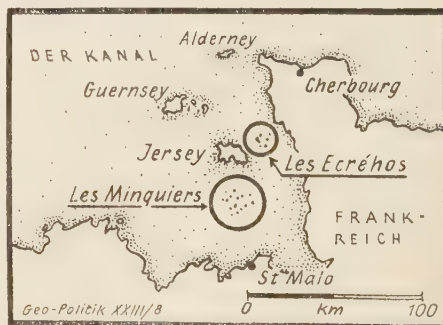 Alderney
DER KANAL
Cherbourg
Guernsey
Jersey
Les Ecréhos
Les Minquiers
FRANK-
REICH
St Malo
Geo-Politik XXIII/8
0 km 100